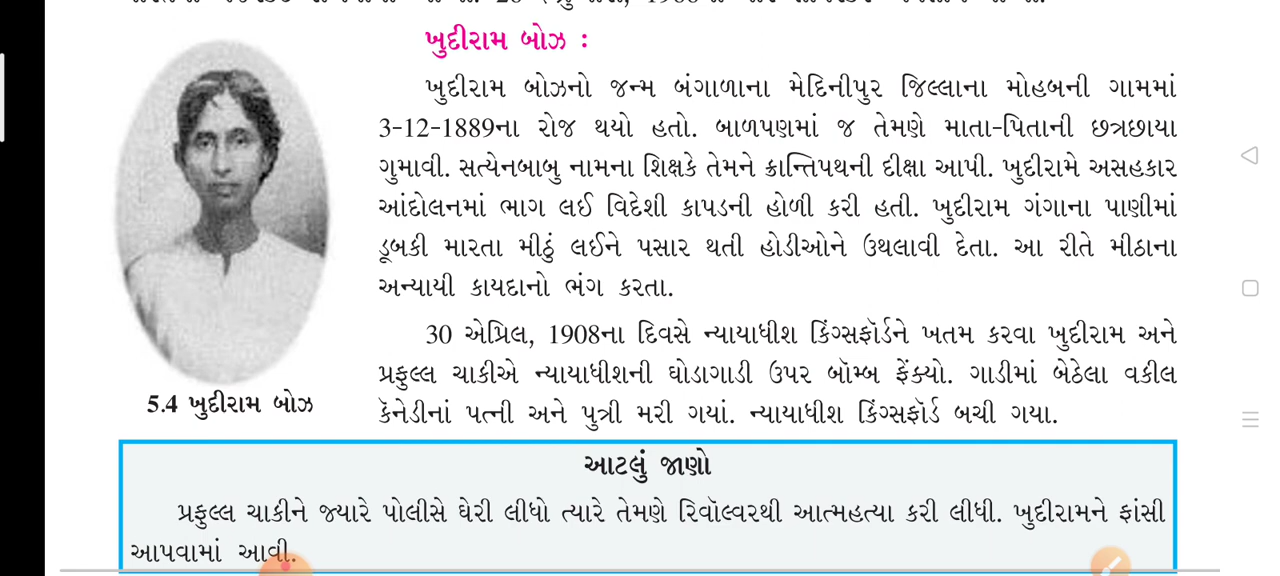 ખુદીરામ બોઝ :
ખુદીરામ બોઝનો જન્મ બંગાળાના મેદિનીપુર જિલ્લાના મોહબની ગામમાં
3-12-1889ના રોજ થયો હતો. બાળપણમાં જ તેમણે માતા-પિતાની છત્રછાયા
ગુમાવી. સત્યેનબાબુ નામના શિક્ષકે તેમને ક્રાન્તિપથની દીક્ષા આપી. ખુદીરામે અસહકાર
આંદોલનમાં ભાગ લઈ વિદેશી કાપડની હોળી કરી હતી. ખુદીરામ ગંગાના પાણીમાં
ડૂબકી મારતા મીઠું લઈને પસાર થતી હોડીઓને ઉથલાવી દેતા. આ રીતે મીઠાના
અન્યાયી કાયદાનો ભંગ કરતા.
30 એપ્રિલ, 1908ના દિવસે ન્યાયાધીશ કિંગ્સફૉર્ડને ખતમ કરવા ખુદીરામ અને
પ્રફુલ્લ ચાકીએ ન્યાયાધીશની ઘોડાગાડી ઉપર બૉમ્બ ફેંક્યો. ગાડીમાં બેઠેલા વકીલ
કૅનેડીનાં પત્ની અને પુત્રી મરી ગયાં. ન્યાયાધીશ કિંગ્સફૉર્ડ બચી ગયા.
5.4 ખુદીરામ બોઝ
આટલું જાણો
પ્રફુલ્લ ચાકીને જ્યારે પોલીસે ઘેરી લીધો ત્યારે તેમણે રિવૉલ્વરથી આત્મહત્યા કરી લીધી. ખુદીરામને ફાંસી
આપવામાં આવી.